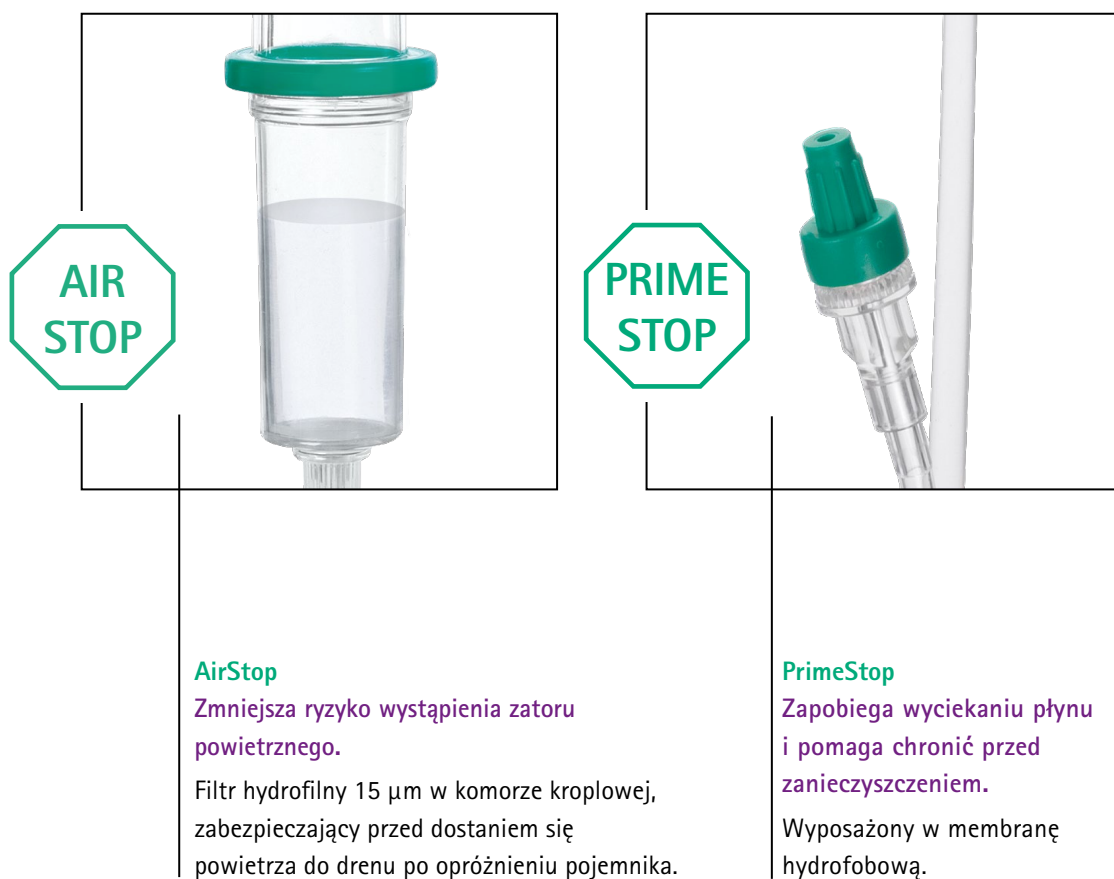 AIR
STOP
PRIME
STOP
AirStop
Zmniejsza ryzyko wystąpienia zatoru
powietrznego.
Filtr hydrofilny 15 µm w komorze kroplowej,
zabezpieczający przed dostaniem się
powietrza do drenu po opróżnieniu pojemnika.
PrimeStop
Zapobiega wyciekaniu płynu
i pomaga chronić przed
zanieczyszczeniem.
Wyposażony w membranę
hydrofobową.